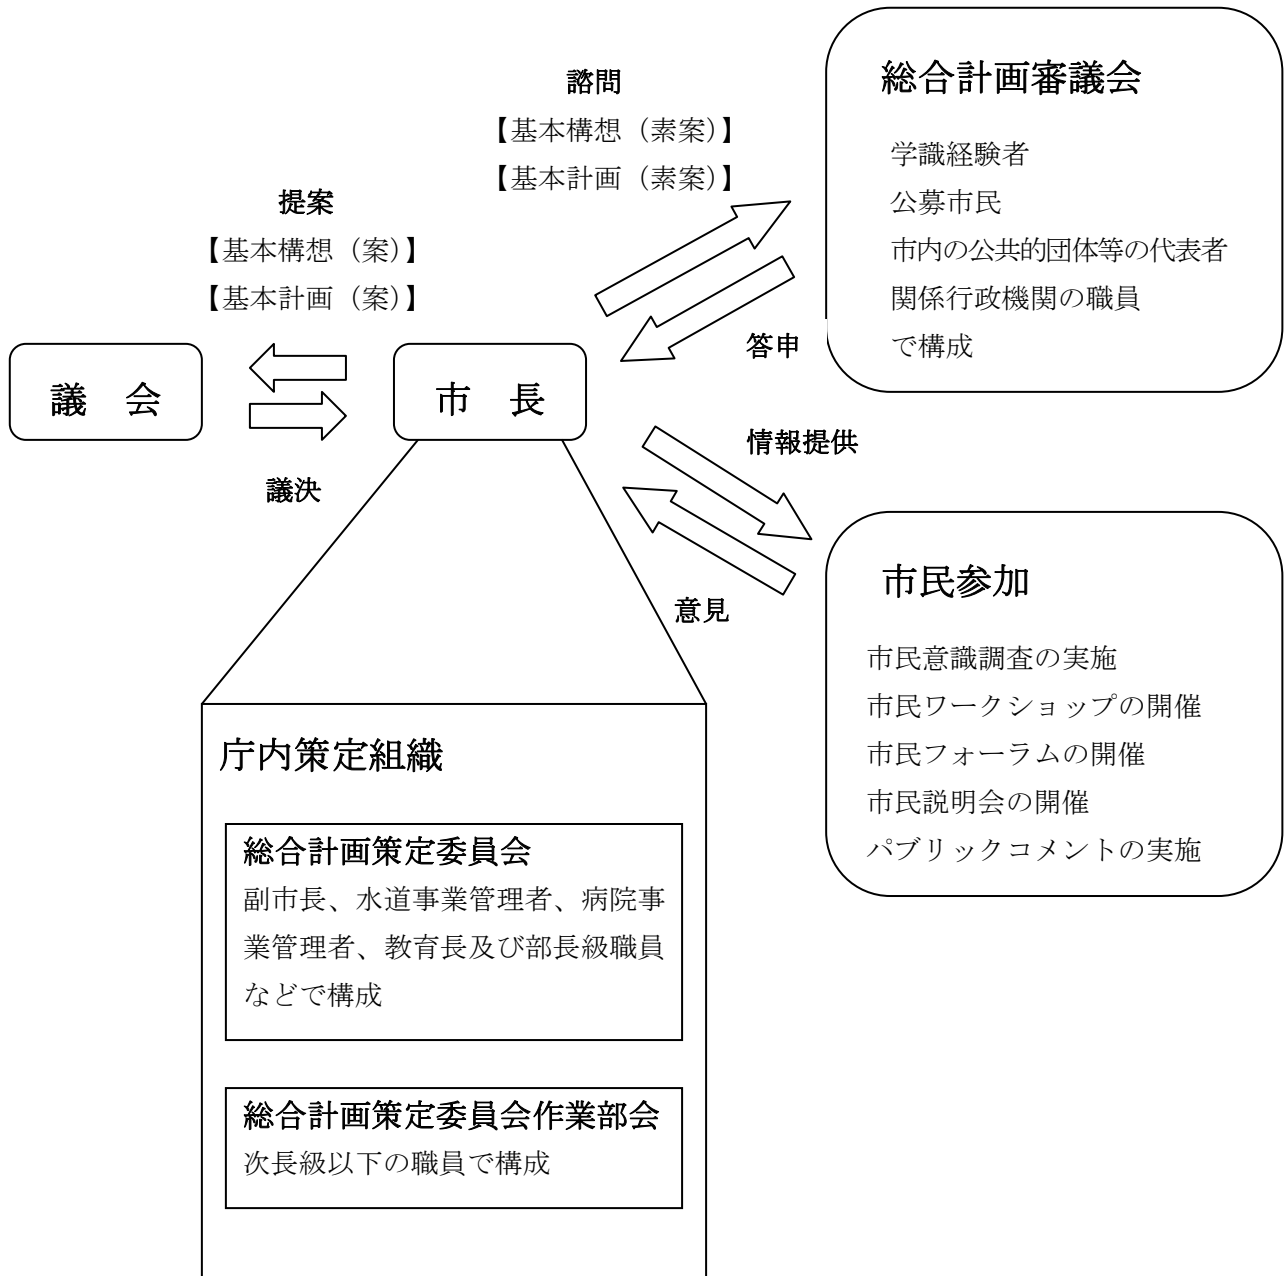 諮問
【基本構想（素案）】
【基本計画（素案）】
提案
【基本構想（案）】
【基本計画（案）】
議　会
市　長
議決
答申
総合計画審議会
学識経験者
公募市民
市内の公共的団体等の代表者
関係行政機関の職員
で構成
情報提供
意見
市民参加
市民意識調査の実施
市民ワークショップの開催
市民フォーラムの開催
市民説明会の開催
パブリックコメントの実施
庁内策定組織
総合計画策定委員会
副市長、水道事業管理者、病院事
業管理者、教育長及び部長級職員
などで構成
総合計画策定委員会作業部会
次長級以下の職員で構成